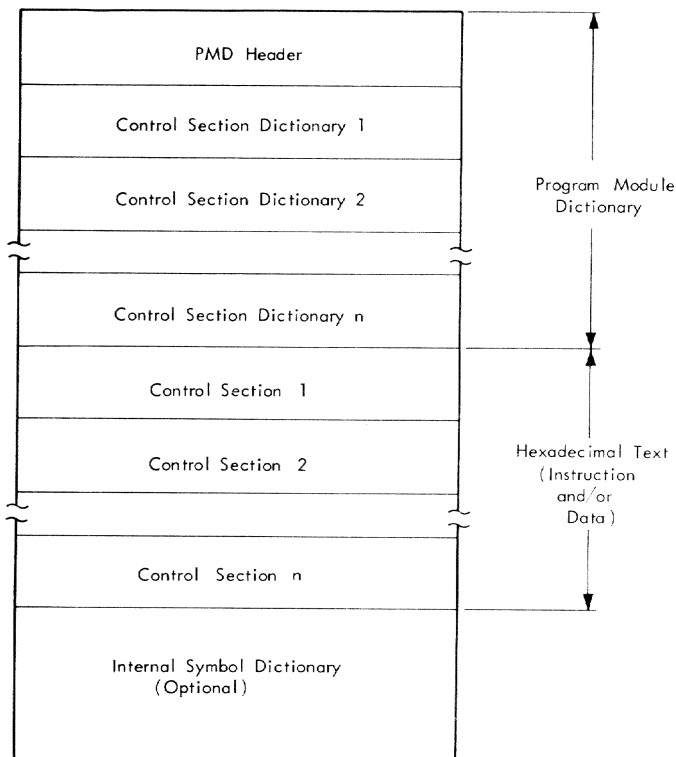 PMD Header
Control Section Dictionary 1
Control Section Dictionary 2
Program Module
Dictionary
Control Section Dictionary n
Control Section 1
Control Section 2
Hexadecimal Text
(Instruction
and/or
Data)
Control Section n
Internal Symbol Dictionary
(Optional)